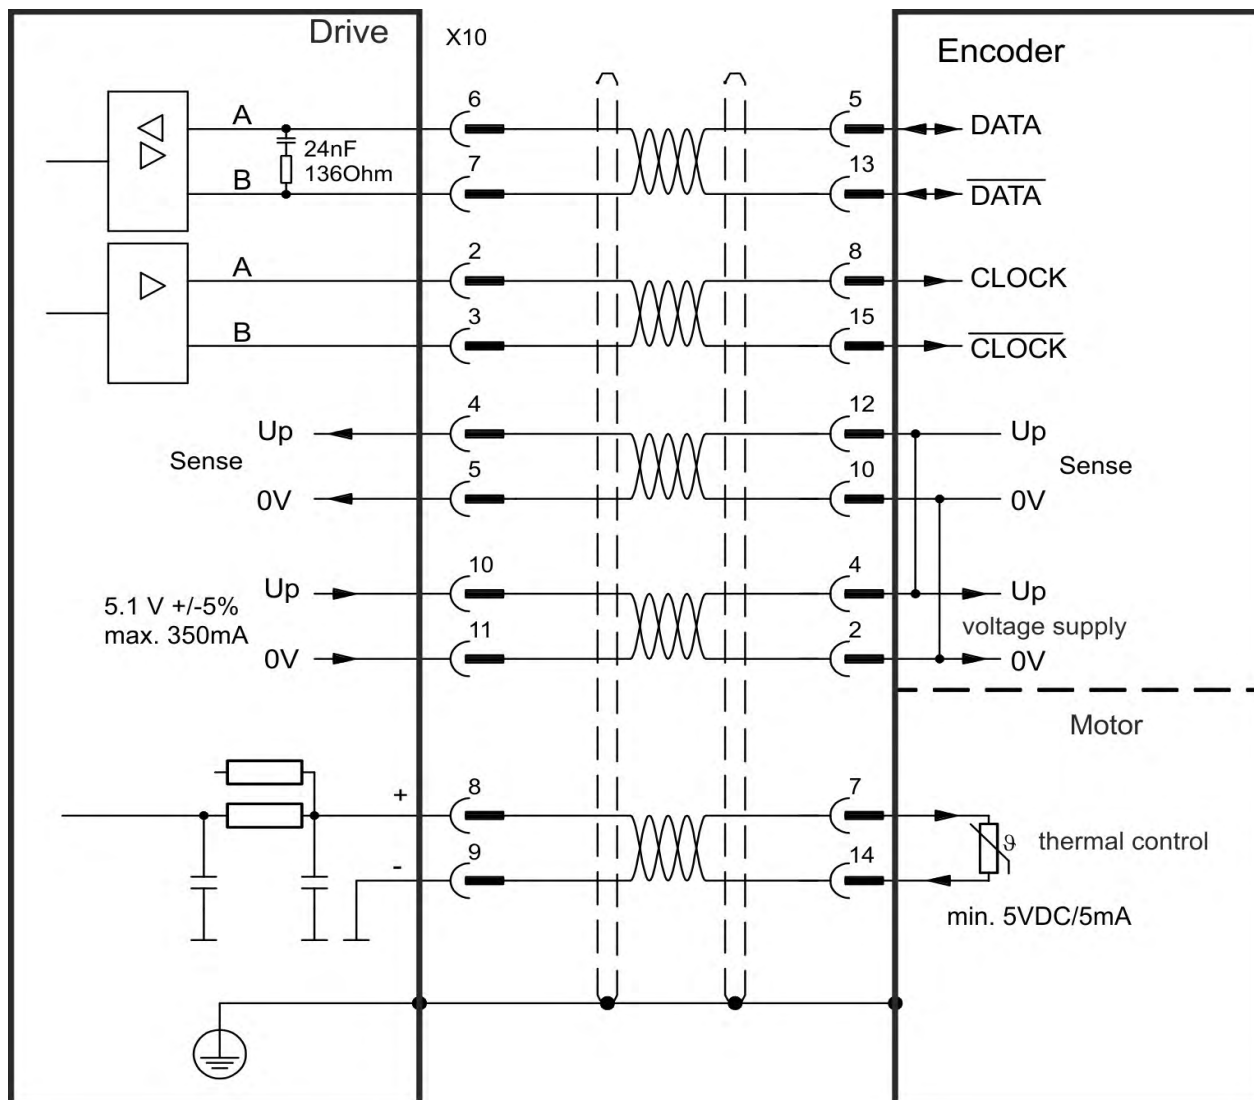 Drive
X10
Encoder
A
6
5
DATA
24nF
136Ohm
B
7
13
DATA
A
2
8
CLOCK
B
3
15
CLOCK
Up
4
12
Up
Sense
Sense
0V
5
10
0V
Up
10
4
Up
5.1 V +/-5%
max. 350mA
voltage supply
0V
11
2
0V
Motor
+
8
7
ϑ
thermal control
-
9
14
min. 5VDC/5mA